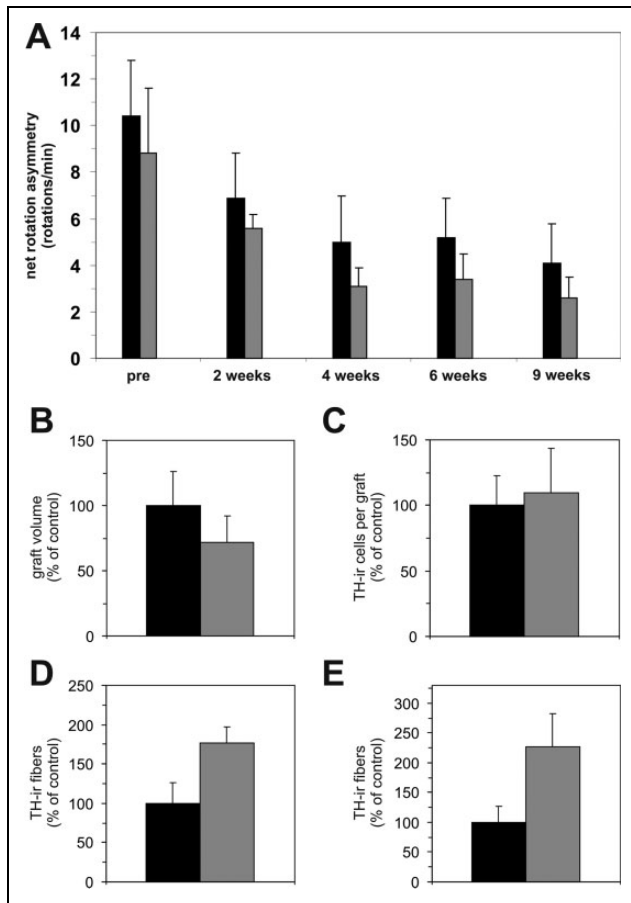 A
net rotation asymmetry
(rotations/min)
14
12
10
8
6
4
2
0
pre 2 weeks 4 weeks 6 weeks 9 weeks
B
graft volume
(% of control)
150
100
50
0
C
TH-ir cells per graft
(% of control)
150
100
50
0
D
TH-ir fibers
(% of control)
250
200
150
100
50
0
E
TH-ir fibers
(% of control)
300
250
200
150
100
50
0